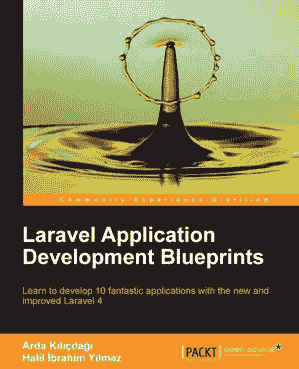 Community Experience Distilled
Laravel Application
Development Blueprints
Learn to develop 10 fantastic applications with the new and
improved Laravel 4
Arda Kılıçdağı
Halil İbrahim Yılmaz
PACKT open source*